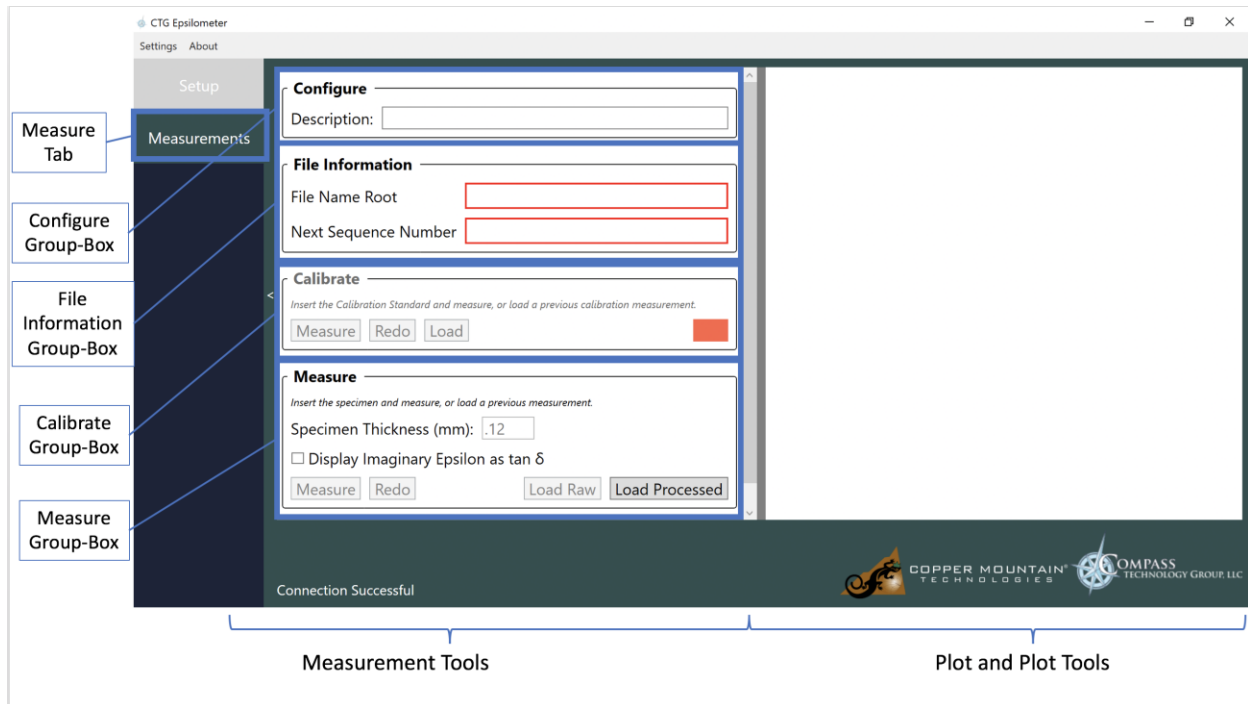 CTG Epsilometer
Settings About
Setup
Measurements
Measure
Tab
Configure
Group-Box
File
Information
Group-Box
Calibrate
Group-Box
Measure
Group-Box
Configure
Description:
File Information
File Name Root
Next Sequence Number
<
Calibrate
Insert the Calibration Standard and measure, or load a previous calibration measurement.
Measure Redo Load
Measure
Insert the specimen and measure, or load a previous measurement.
Specimen Thickness (mm): .12
Display Imaginary Epsilon as tan δ
Measure Redo Load Raw Load Processed
Connection Successful
COPPER MOUNTAIN®
TECHNOLOGIES
COMPASS
TECHNOLOGY GROUP, LLC
Measurement Tools
Plot and Plot Tools